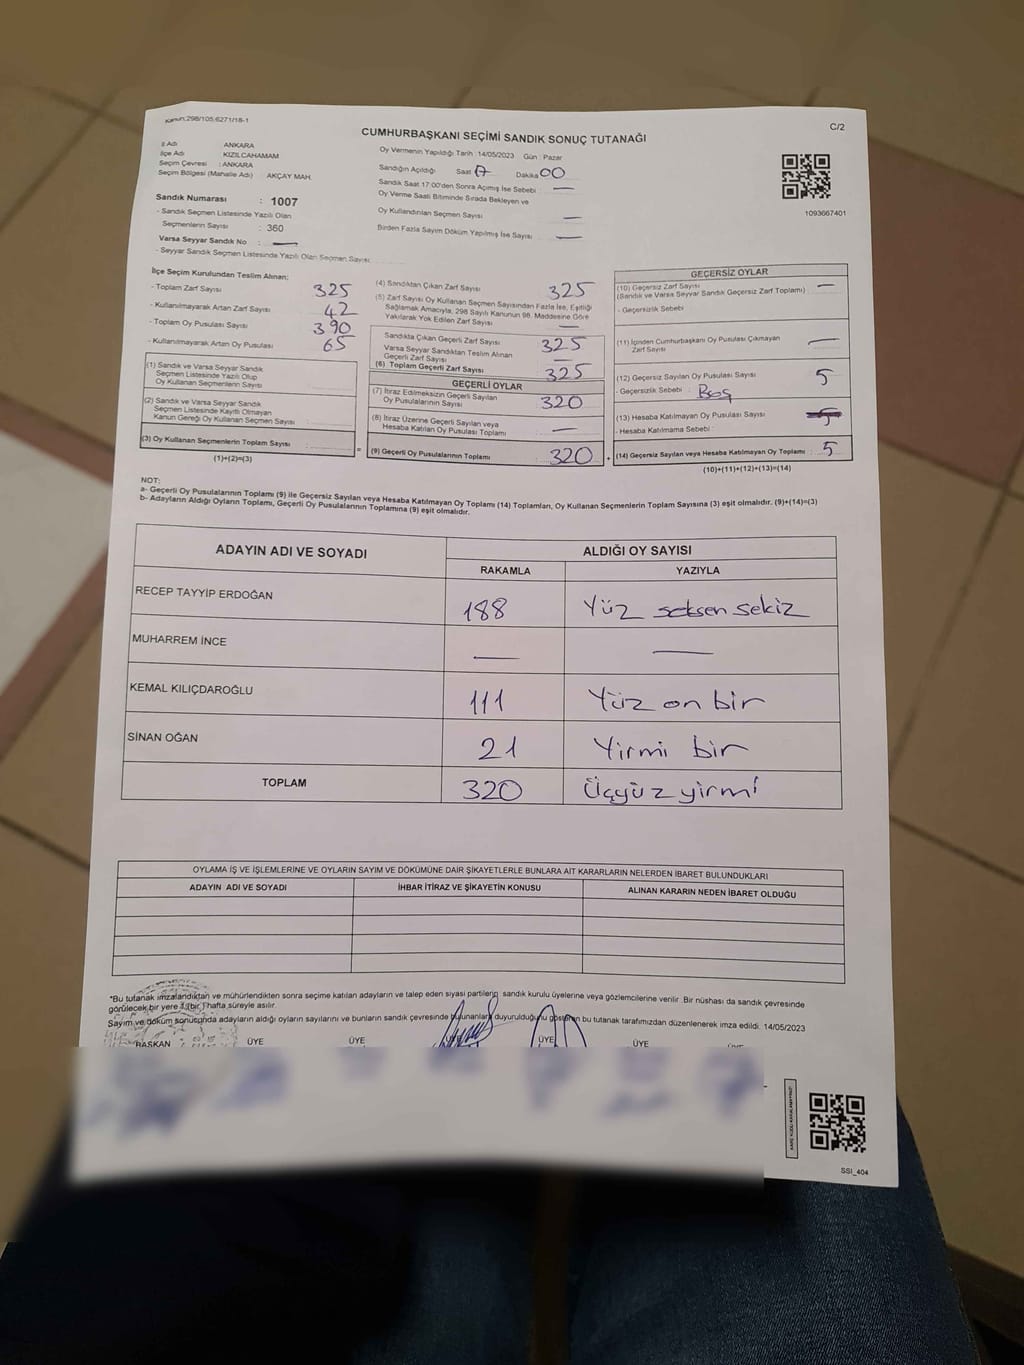 Kanun:298/105,6271/18-1
C/2
CUMHURBAŞKANI SEÇİMİ SANDIK SONUÇ TUTANAĞI
İl Adı : ANKARA
İlçe Adı : KIZILCAHAMAM
Seçim Çevresi : ANKARA
Seçim Bölgesi (Mahalle Adı) : AKÇAY MAH.
Sandık Numarası : 1007
- Sandık Seçmen Listesinde Yazılı Olan
Seçmenlerin Sayısı : 360
Varsa Seyyar Sandık No : —
- Seyyar Sandık Seçmen Listesinde Yazılı Olan Seçmen Sayısı:
Oy Vermenin Yapıldığı Tarih :14/05/2023 Gün : Pazar
Sandığın Açıldığı Saat 17 Dakika 00
Sandık Saat 17:00'den Sonra Açılmış İse Sebebi : —
Oy Verme Saati Bitiminde Sırada Bekleyen ve
Oy Kullandırılan Seçmen Sayısı —
Birden Fazla Sayım Döküm Yapılmış İse Sayısı —
1093667401
İlçe Seçim Kurulundan Teslim Alınan:
- Toplam Zarf Sayısı 325
- Kullanılmayarak Artan Zarf Sayısı 42
- Toplam Oy Pusulası Sayısı 390
- Kullanılmayarak Artan Oy Pusulası 65
(1) Sandık ve Varsa Seyyar Sandık
Seçmen Listesinde Yazılı Olup
Oy Kullanan Seçmenlerin Sayısı
(2) Sandık ve Varsa Seyyar Sandık
Seçmen Listesinde Kayıtlı Olmayan
Kanun Gereği Oy Kullanan Seçmen Sayısı
(3) Oy Kullanan Seçmenlerin Toplam Sayısı
(1)+(2)=(3)
(4) Sandıktan Çıkan Zarf Sayısı 325
(5) Zarf Sayısı Oy Kullanan Seçmen Sayısından Fazla İse, Eşitliği
Sağlamak Amacıyla, 298 Sayılı Kanunun 98. Maddesine Göre
Yakılarak Yok Edilen Zarf Sayısı —
Sandıkta Çıkan Geçerli Zarf Sayısı 325
Varsa Seyyar Sandıktan Teslim Alınan
Geçerli Zarf Sayısı —
(6) Toplam Geçerli Zarf Sayısı 325
GEÇERLİ OYLAR
(7) İtiraz Edilmeksizin Geçerli Sayılan
Oy Pusulalarının Sayısı 320
(8) İtiraz Üzerine Geçerli Sayılan veya
Hesaba Katılan Oy Pusulası Toplamı —
= (9) Geçerli Oy Pusulalarının Toplamı 320 +
GEÇERSİZ OYLAR
(10) Geçersiz Zarf Sayısı —
(Sandık ve Varsa Seyyar Sandık Geçersiz Zarf Toplamı)
- Geçersizlik Sebebi :
(11) İçinden Cumhurbaşkanı Oy Pusulası Çıkmayan
Zarf Sayısı —
(12) Geçersiz Sayılan Oy Pusulası Sayısı 5
- Geçersizlik Sebebi : Boş
(13) Hesaba Katılmayan Oy Pusulası Sayısı
- Hesaba Katılmama Sebebi :
(14) Geçersiz Sayılan veya Hesaba Katılmayan Oy Toplamı 5
(10)+(11)+(12)+(13)=(14)
NOT:
a- Geçerli Oy Pusulalarının Toplamı (9) ile Geçersiz Sayılan veya Hesaba Katılmayan Oy Toplamı (14) Toplamları, Oy Kullanan Seçmenlerin Toplam Sayısına (3) eşit olmalıdır. (9)+(14)=(3)
b- Adayların Aldığı Oyların Toplamı, Geçerli Oy Pusulalarının Toplamına (9) eşit olmalıdır.
ADAYIN ADI VE SOYADI ALDIĞI OY SAYISI
RAKAMLA YAZIYLA
RECEP TAYYİP ERDOĞAN 188 Yüz seksen sekiz
MUHARREM İNCE — —
KEMAL KILIÇDAROĞLU 111 Yüz on bir
SİNAN OĞAN 21 Yirmi bir
TOPLAM 320 Üçyüz yirmi
OYLAMA İŞ VE İŞLEMLERİNE VE OYLARIN SAYIM VE DÖKÜMÜNE DAİR ŞİKAYETLERLE BUNLARA AİT KARARLARIN NELERDEN İBARET BULUNDUKLARI
ADAYIN ADI VE SOYADI İHBAR İTİRAZ VE ŞİKAYETİN KONUSU ALINAN KARARIN NEDEN İBARET OLDUĞU
*Bu tutanak imzalandıktan ve mühürlendikten sonra seçime katılan adayların ve talep eden siyasi partilerin sandık kurulu üyelerine veya gözlemcilerine verilir. Bir nüshası da sandık çevresinde
görülecek bir yere 1 (bir ) hafta süreyle asılır.
Sayım ve döküm sonucunda adayların aldığı oyların sayılarını ve bunların sandık çevresinde bulunanlara duyurulduğunu gösteren bu tutanak tarafımızdan düzenlenerek imza edildi. 14/05/2023
BAŞKAN ÜYE ÜYE ÜYE ÜYE ÜYE
SSI_404